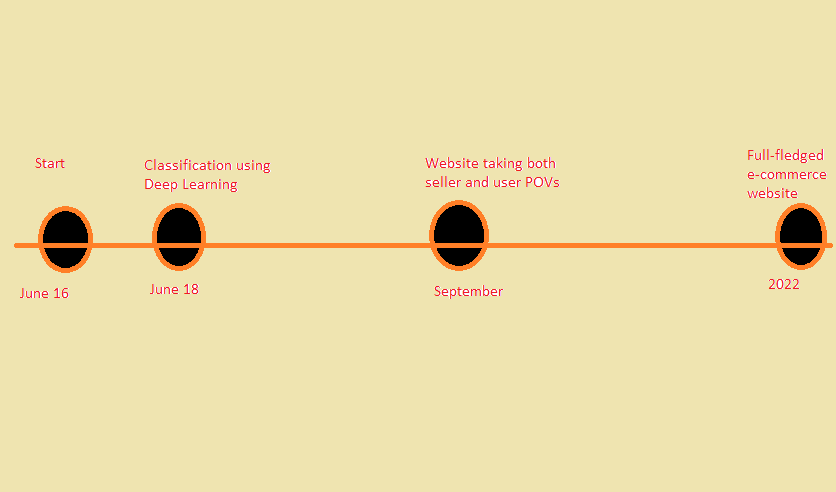 Start
June 16
Classification using
Deep Learning
June 18
Website taking both
seller and user POVs
September
Full-fledged
e-commerce
website
2022